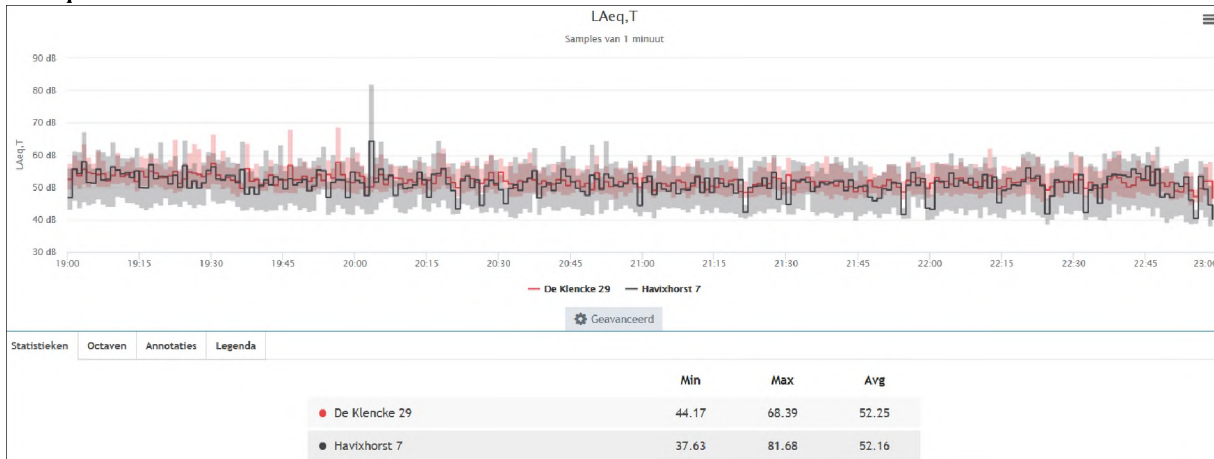 LAeq,T
Samples van 1 minuut
90 dB
80 dB
70 dB
60 dB
50 dB
40 dB
30 dB
LAeq,T
19:00 19:15 19:30 19:45 20:00 20:15 20:30 20:45 21:00 21:15 21:30 21:45 22:00 22:15 22:30 22:45 23:00
De Klencke 29 Havixhorst 7
Geavanceerd
Statistieken Octaven Annotaties Legenda
Min Max Avg
De Klencke 29 44.17 68.39 52.25
Havixhorst 7 37.63 81.68 52.16